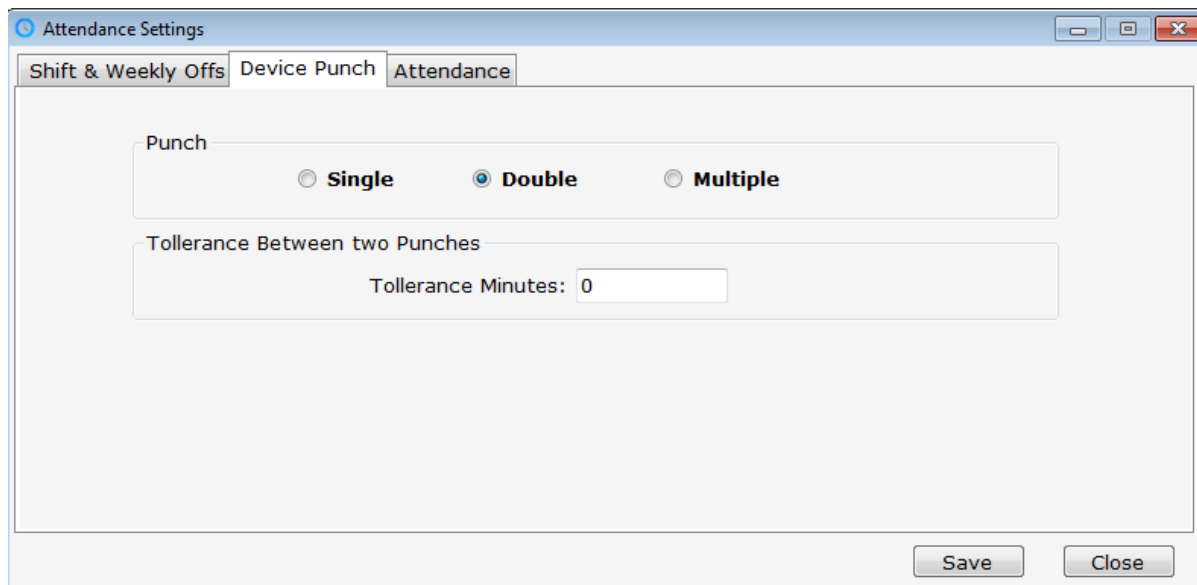 Attendance Settings
Shift & Weekly Offs Device Punch Attendance
Punch
Single Double Multiple
Tollerance Between two Punches
Tollerance Minutes: 0
Save Close